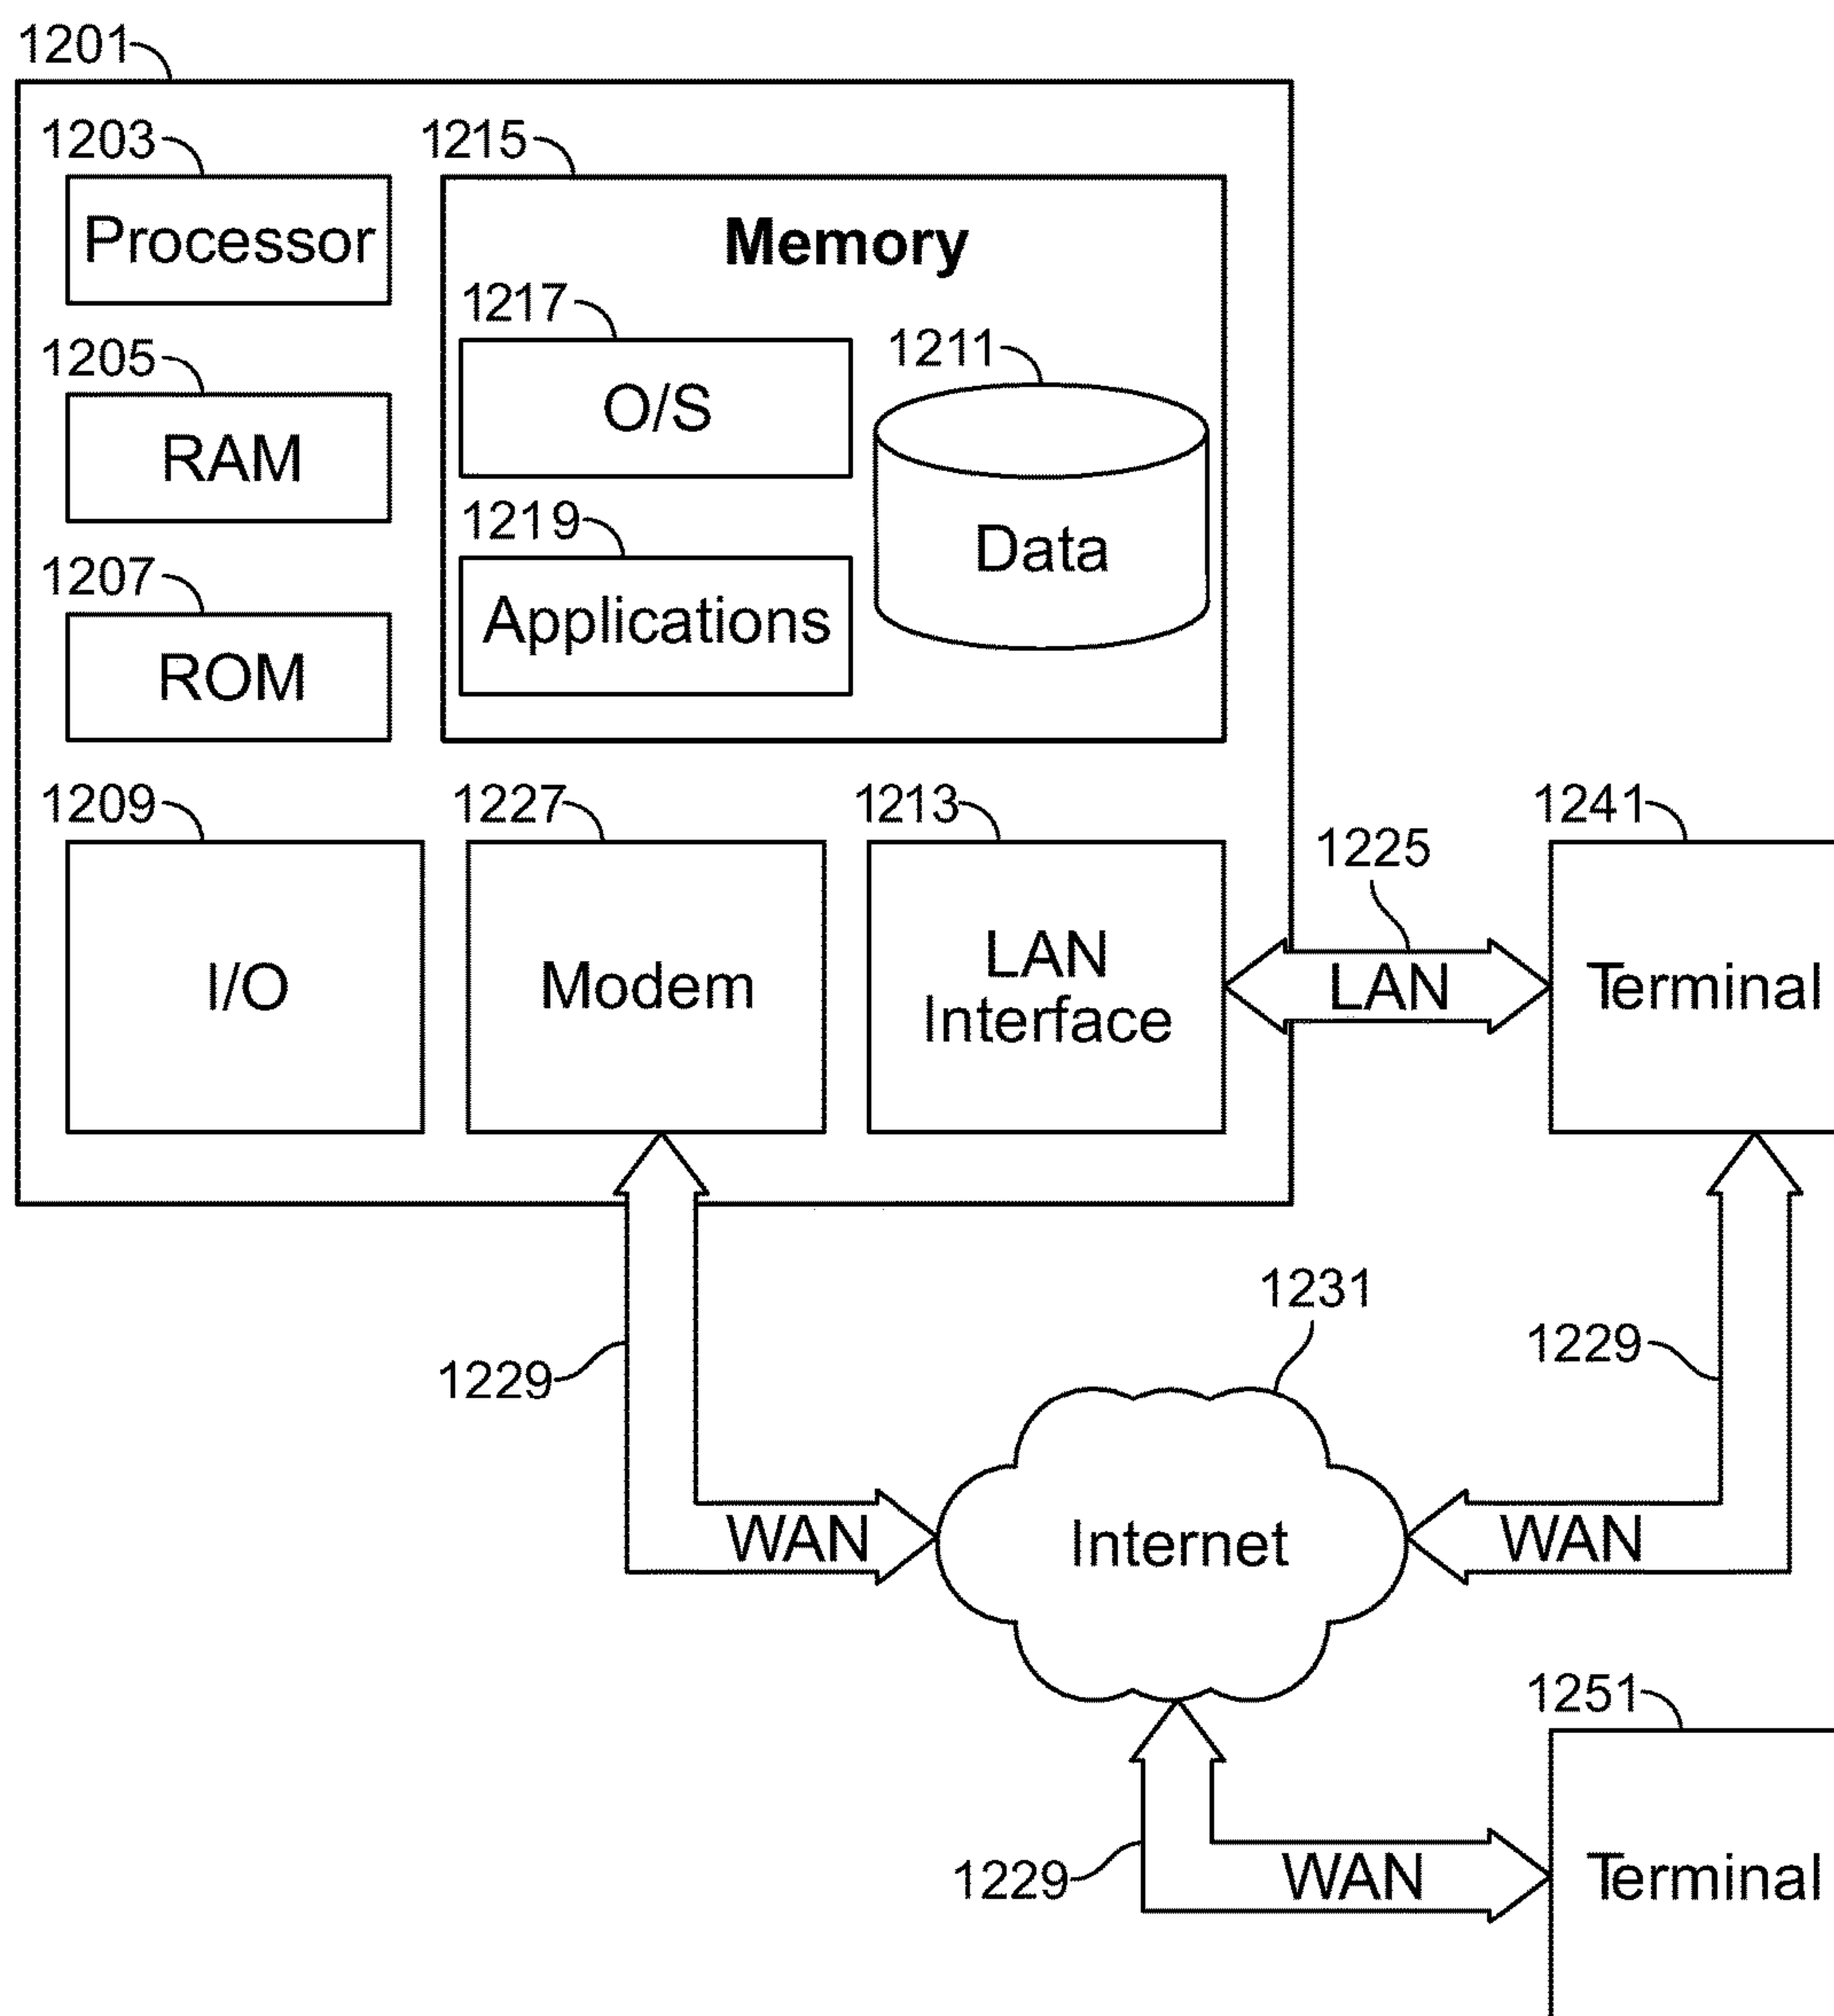 1201
1203
1215
Processor
Memory
1217
1211
1205
O/S
RAM
1219
Data
1207
Applications
ROM
1209
1227
1213
1241
1225
I/O
Modem
LAN
Interface
LAN
Terminal
1231
1229
1229
WAN
Internet
WAN
1251
1229
WAN
Terminal